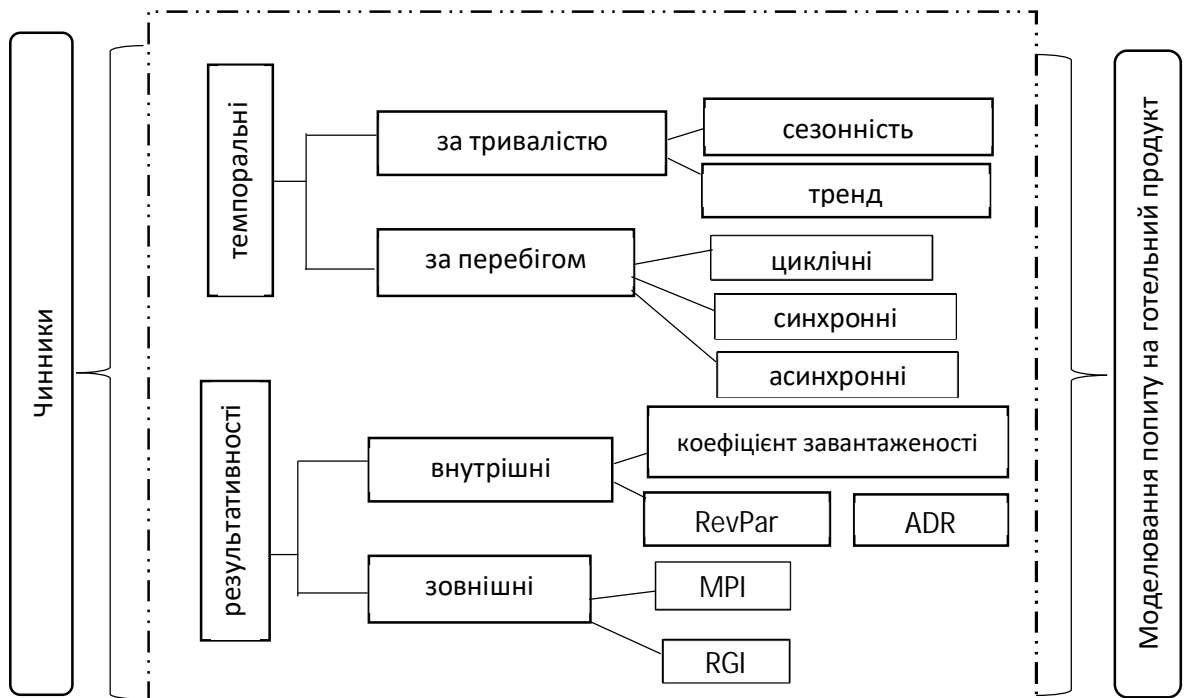 Чинники
темпоральні
за тривалістю
сезонність
тренд
за перебігом
циклічні
синхронні
асинхронні
результативності
внутрішні
коефіцієнт завантаженості
RevPar
ADR
зовнішні
MPI
RGI
Моделювання попиту на готельний продукт